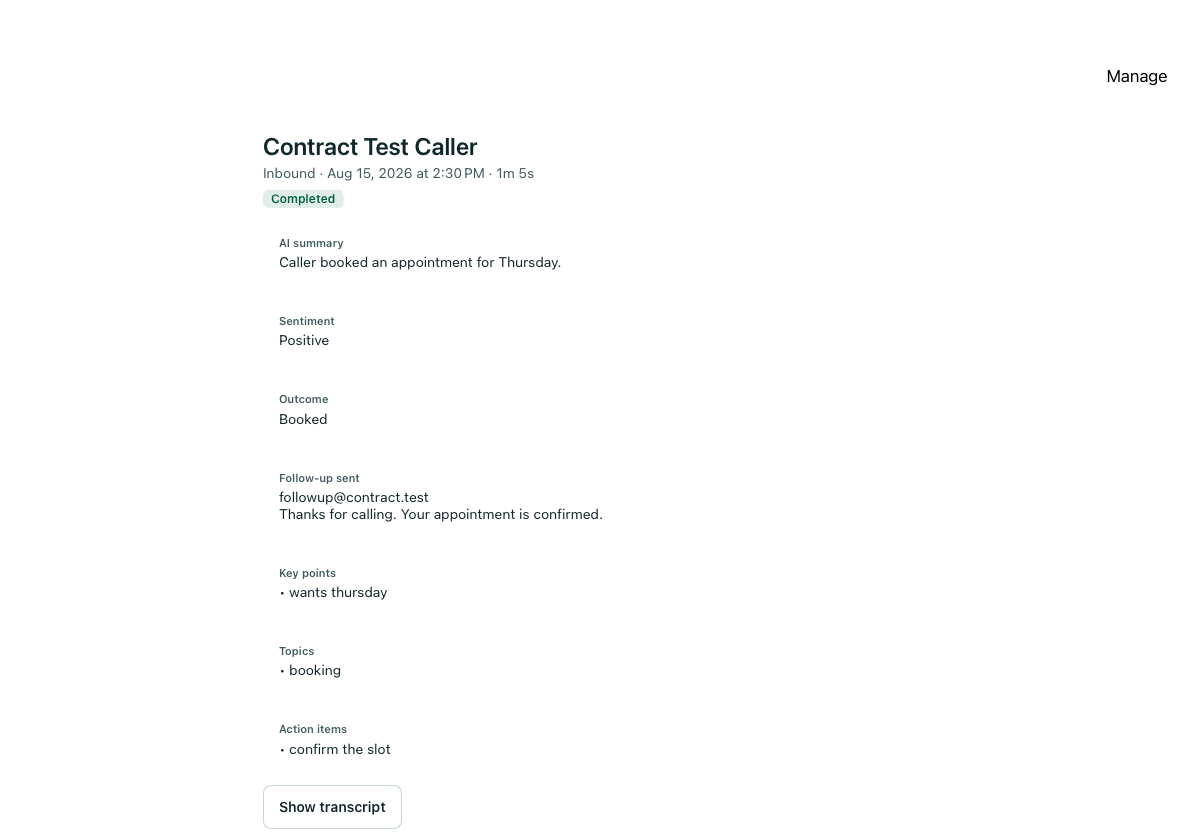 Manage
Contract Test Caller
Inbound · Aug 15, 2026 at 2:30 PM · 1m 5s
Completed
AI summary
Caller booked an appointment for Thursday.
Sentiment
Positive
Outcome
Booked
Follow-up sent
followup@contract.test
Thanks for calling. Your appointment is confirmed.
Key points
• wants thursday
Topics
• booking
Action items
• confirm the slot
Show transcript